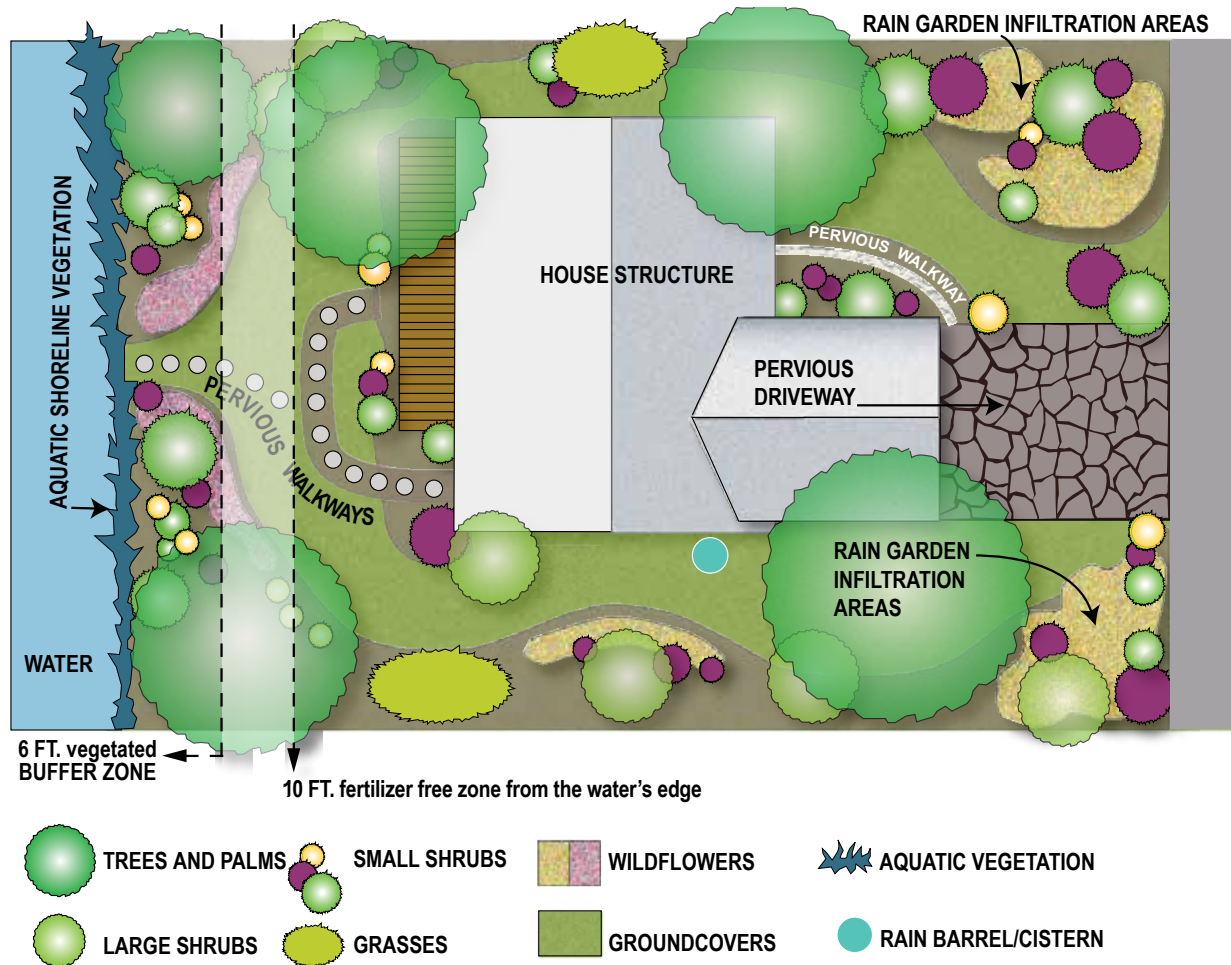 RAIN GARDEN INFILTRATION AREAS
AQUATIC SHORELINE VEGETATION
PERVIOUS WALKWAY
HOUSE STRUCTURE
PERVIOUS
DRIVEWAY
PERVIOUS WALKWAYS
RAIN GARDEN
INFILTRATION
AREAS
WATER
6 FT. vegetated
BUFFER ZONE
10 FT. fertilizer free zone from the water's edge
TREES AND PALMS
SMALL SHRUBS
WILDFLOWERS
AQUATIC VEGETATION
LARGE SHRUBS
GRASSES
GROUNDCOVERS
RAIN BARREL/CISTERN